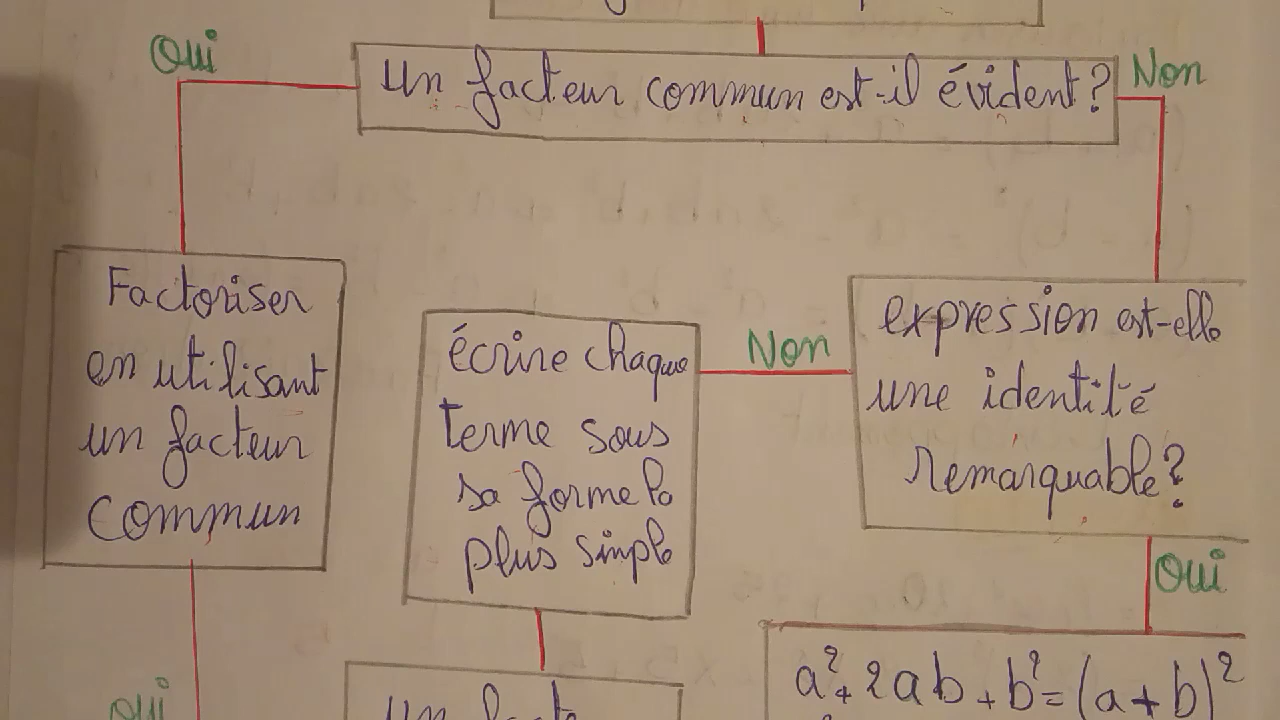 Oui
un facteur commun est-il évident?
Non
Factoriser
en utilisant
un facteur
commun
écrire chaque
terme sous
sa forme la
plus simple
Non
expression est-elle
une identité
remarquable?
Oui
a²+2ab+b²=(a+b)²
oui
un